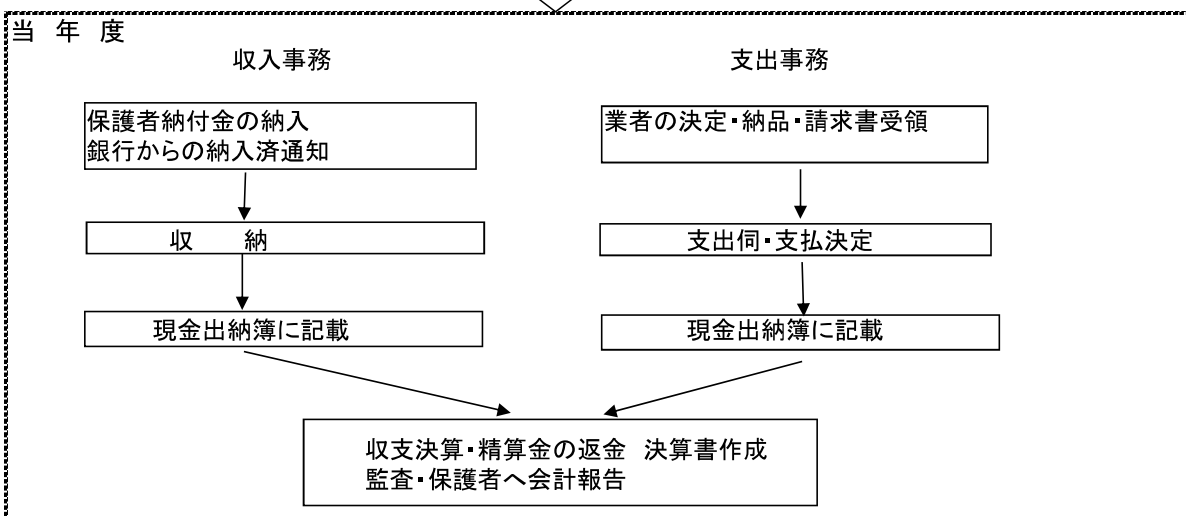 当 年 度
収入事務
支出事務
保護者納付金の納入
銀行からの納入済通知
業者の決定・納品・請求書受領
収　　納
支出伺・支払決定
現金出納簿に記載
現金出納簿に記載
収支決算・精算金の返金 決算書作成
監査・保護者へ会計報告